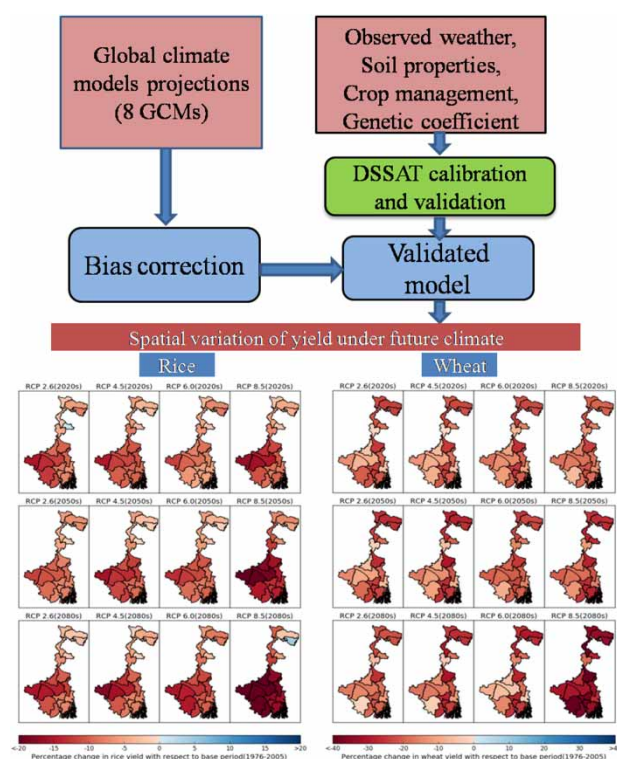 Global climate
models projections
(8 GCMs)
Observed weather,
Soil properties,
Crop management,
Genetic coefficient
DSSAT calibration
and validation
Bias correction
Validated
model
Spatial variation of yield under future climate
Rice
Wheat
RCP 2.6(2020s) RCP 4.5(2020s) RCP 6.0(2020s) RCP 8.5(2020s)
RCP 2.6(2020s) RCP 4.5(2020s) RCP 6.0(2020s) RCP 8.5(2020s)
RCP 2.6(2050s) RCP 4.5(2050s) RCP 6.0(2050s) RCP 8.5(2050s)
RCP 2.6(2050s) RCP 4.5(2050s) RCP 6.0(2050s) RCP 8.5(2050s)
RCP 2.6(2080s) RCP 4.5(2080s) RCP 6.0(2080s) RCP 8.5(2080s)
RCP 2.6(2080s) RCP 4.5(2080s) RCP 6.0(2080s) RCP 8.5(2080s)
<-20 -15 -10 -5 0 5 10 15 >20
Percentage change in rice yield with respect to base period(1976-2005)
<-40 -30 -20 -10 0 10 20 30 >4
Percentage change in wheat yield with respect to base period(1976-2005)